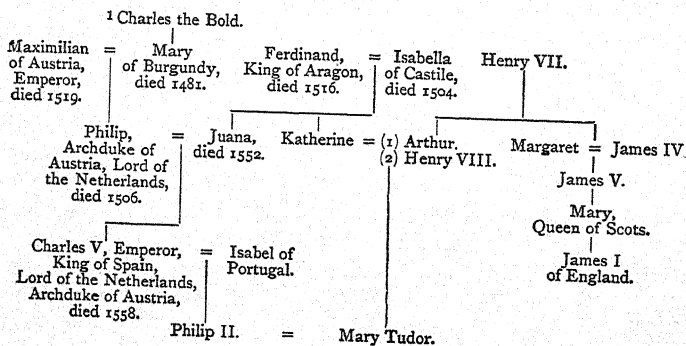 1 Charles the Bold.
Maximilian
of Austria,
Emperor,
died 1519.
=
Mary
of Burgundy,
died 1481.
Ferdinand,
King of Aragon,
died 1516.
=
Isabella
of Castile,
died 1504.
Henry VII.
Philip,
Archduke of
Austria, Lord of
the Netherlands,
died 1506.
=
Juana,
died 1552.
Katherine = (1) Arthur.
(2) Henry VIII.
Margaret = James IV
James V.
Mary,
Queen of Scots.
James I
of England.
Charles V, Emperor,
King of Spain,
Lord of the Netherlands,
Archduke of Austria,
died 1558.
=
Isabel of
Portugal.
Philip II. = Mary Tudor.